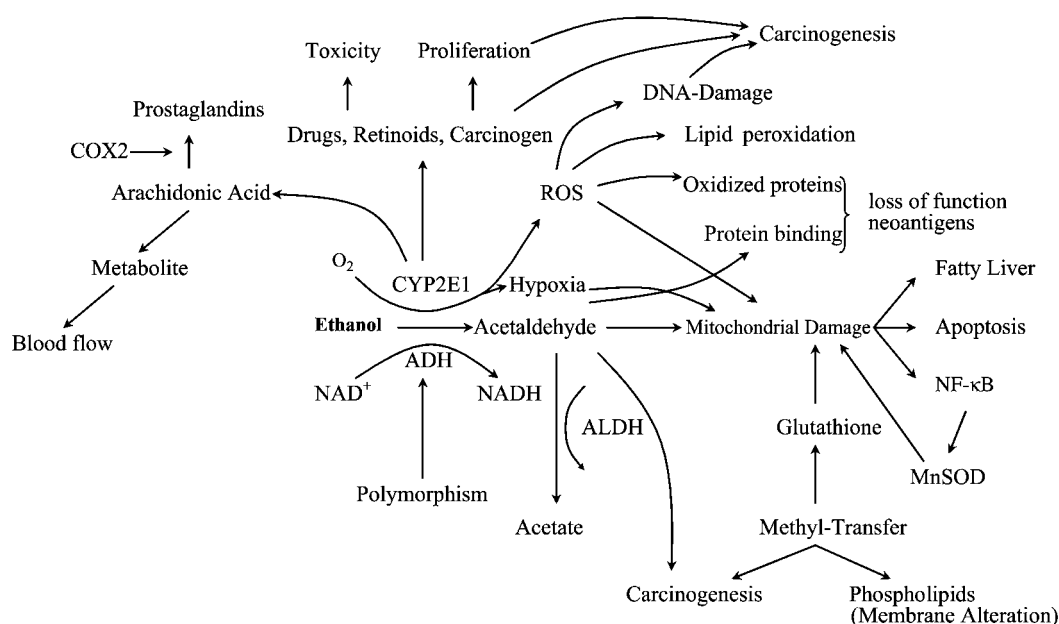 Carcinogenesis
Toxicity
Proliferation
DNA-Damage
Prostaglandins
Drugs, Retinoids, Carcinogen
Lipid peroxidation
COX2
Arachidonic Acid
ROS
Oxidized proteins
loss of function
neoantigens
Protein binding
O₂
Metabolite
CYP2E1
Hypoxia
Fatty Liver
Ethanol
Acetaldehyde
Mitochondrial Damage
Apoptosis
Blood flow
ADH
NAD⁺
NADH
NF-κB
ALDH
Glutathione
MnSOD
Polymorphism
Acetate
Methyl-Transfer
Carcinogenesis
Phospholipids
(Membrane Alteration)